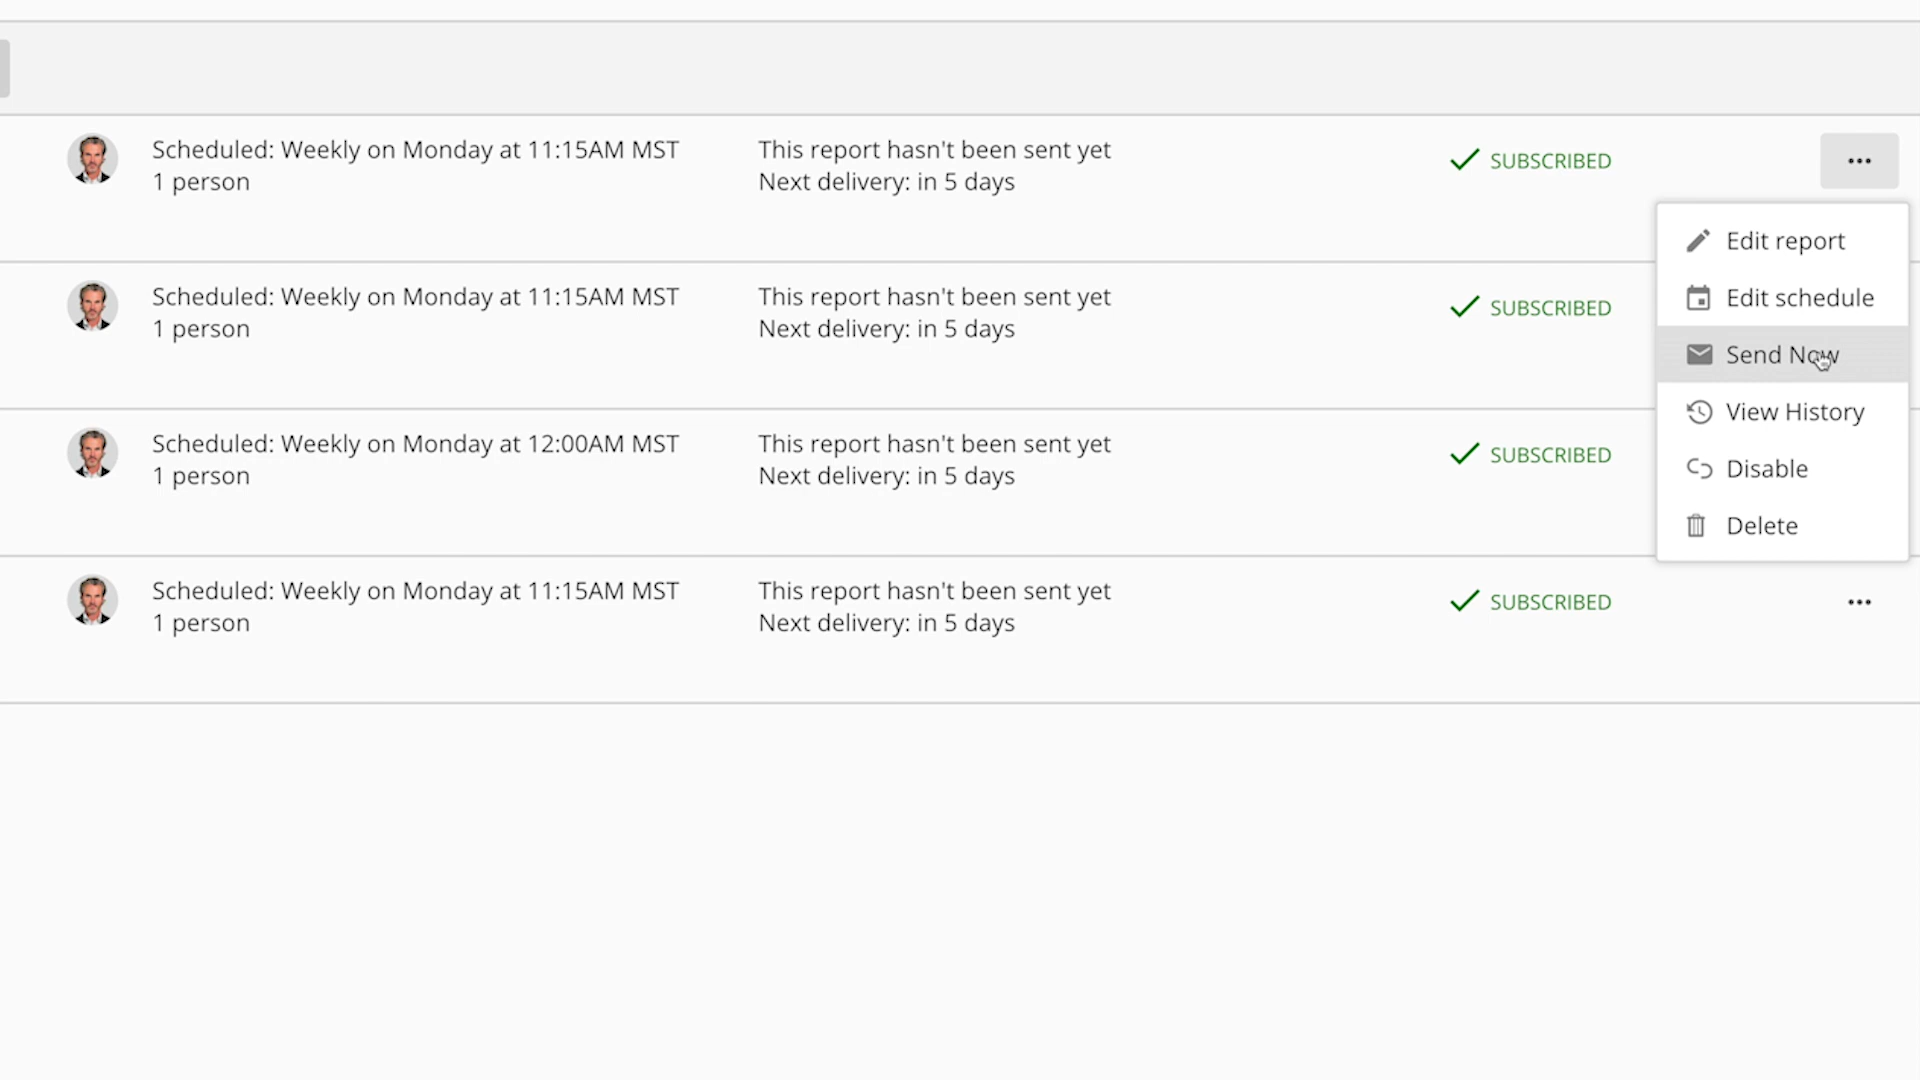 Scheduled: Weekly on Monday at 11:15AM MST
1 person
This report hasn't been sent yet
Next delivery: in 5 days
SUBSCRIBED
Scheduled: Weekly on Monday at 11:15AM MST
1 person
This report hasn't been sent yet
Next delivery: in 5 days
SUBSCRIBED
Scheduled: Weekly on Monday at 12:00AM MST
1 person
This report hasn't been sent yet
Next delivery: in 5 days
SUBSCRIBED
Scheduled: Weekly on Monday at 11:15AM MST
1 person
This report hasn't been sent yet
Next delivery: in 5 days
SUBSCRIBED
Edit report
Edit schedule
Send Now
View History
Disable
Delete